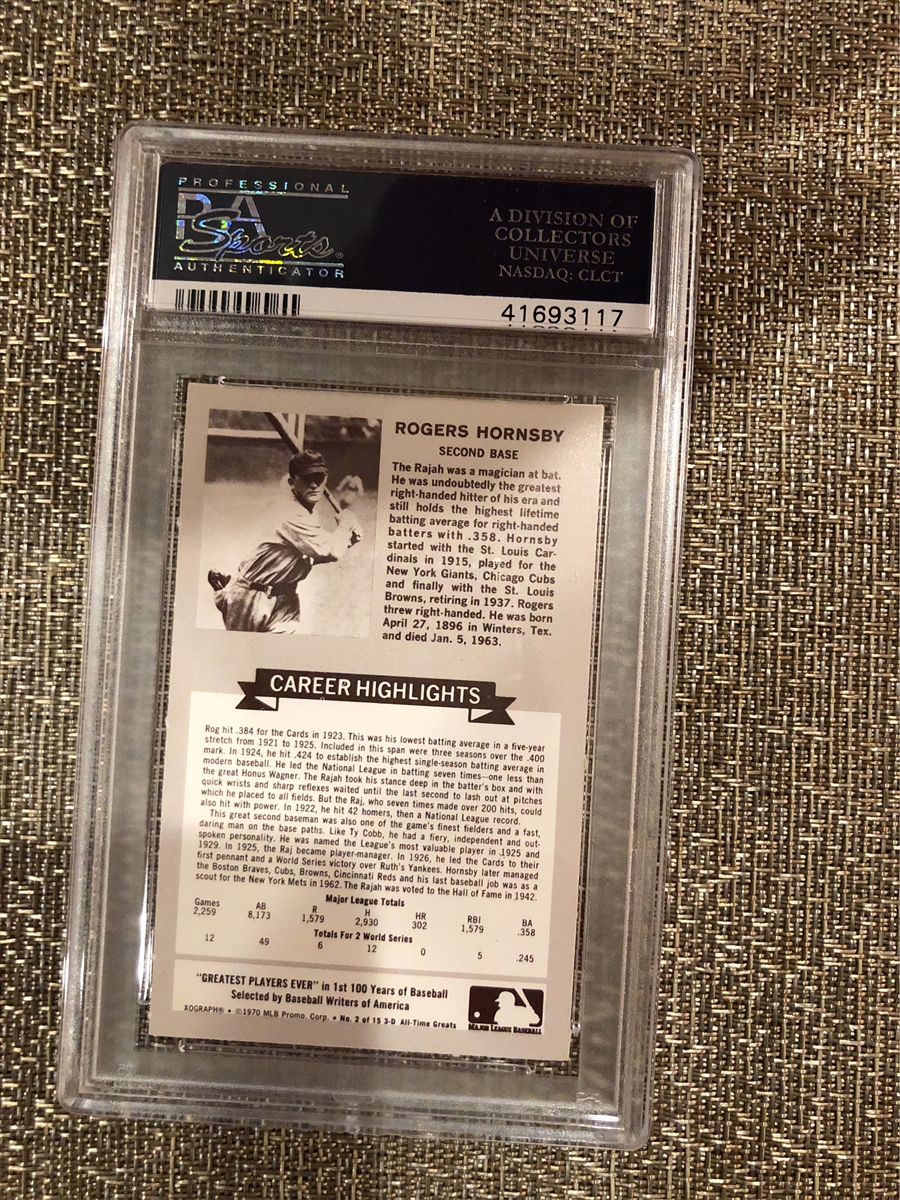 PROFESSIONAL
PSA
Sports®
AUTHENTICATOR
A DIVISION OF
COLLECTORS
UNIVERSE
NASDAQ: CLCT
41693117
ROGERS HORNSBY
SECOND BASE
The Rajah was a magician at bat.
He was undoubtedly the greatest
right-handed hitter of his era and
still holds the highest lifetime
batting average for right-handed
batters with .358. Hornsby
started with the St. Louis Car-
dinals in 1915, played for the
New York Giants, Chicago Cubs
and finally with the St. Louis
Browns, retiring in 1937. Rogers
threw right-handed. He was born
April 27, 1896 in Winters, Tex.
and died Jan. 5, 1963.
CAREER HIGHLIGHTS
Rog hit .384 for the Cards in 1923. This was his lowest batting average in a five-year
stretch from 1921 to 1925. Included in this span were three seasons over the .400
mark. In 1924, he hit .424 to establish the highest single-season batting average in
modern baseball. He led the National League in batting seven times—one less than
the great Honus Wagner. The Rajah took his stance deep in the batter's box and with
quick wrists and sharp reflexes waited until the last second to lash out at pitches
which he placed to all fields. But the Raj, who seven times made over 200 hits, could
also hit with power. In 1922, he hit 42 homers, then a National League record.
This great second baseman was also one of the game's finest fielders and a fast,
daring man on the base paths. Like Ty Cobb, he had a fiery, independent and out-
spoken personality. He was named the League's most valuable player in 1925 and
1929. In 1925, the Raj became player-manager. In 1926, he led the Cards to their
first pennant and a World Series victory over Ruth's Yankees. Hornsby later managed
the Boston Braves, Cubs, Browns, Cincinnati Reds and his last baseball job was as a
scout for the New York Mets in 1962. The Rajah was voted to the Hall of Fame in 1942.
Major League Totals
Games AB R H HR RBI BA
2,259 8,173 1,579 2,930 302 1,579 .358
Totals For 2 World Series
12 49 6 12 0 5 .245
"GREATEST PLAYERS EVER" in 1st 100 Years of Baseball
Selected by Baseball Writers of America
XOGRAPH® • ©1970 MLB Promo. Corp. • No. 2 of 15 3-D All-Time Greats
MAJOR LEAGUE BASEBALL